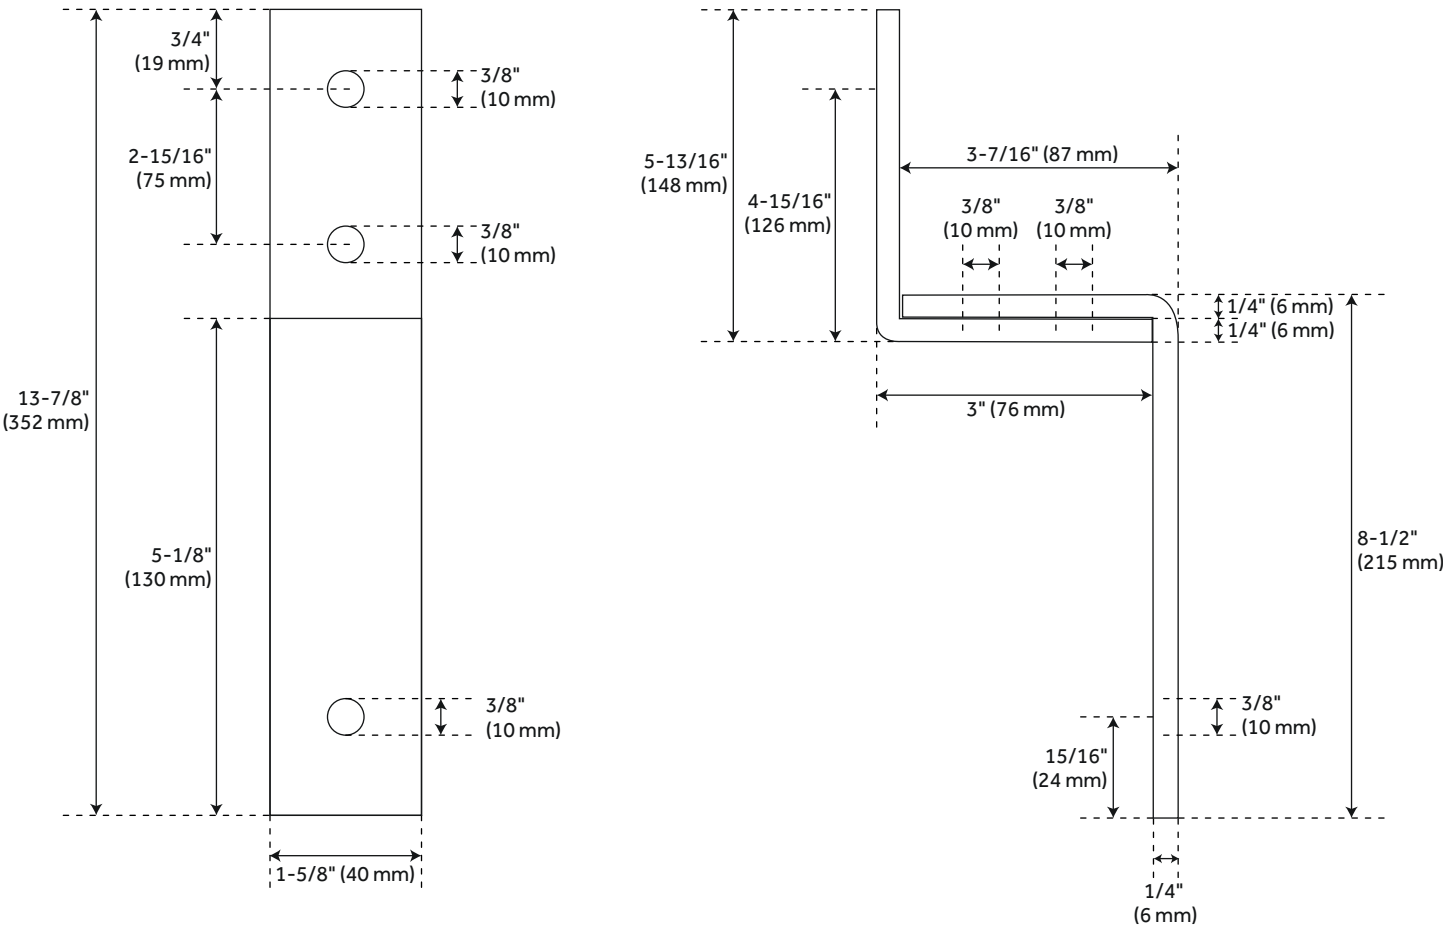 3/4"
(19 mm)
3/8"
(10 mm)
2-15/16"
(75 mm)
3/8"
(10 mm)
13-7/8"
(352 mm)
5-1/8"
(130 mm)
3/8"
(10 mm)
1-5/8" (40 mm)
5-13/16"
(148 mm)
4-15/16"
(126 mm)
3-7/16" (87 mm)
3/8"
(10 mm)
3/8"
(10 mm)
1/4" (6 mm)
1/4" (6 mm)
3" (76 mm)
8-1/2"
(215 mm)
3/8"
(10 mm)
15/16"
(24 mm)
1/4"
(6 mm)